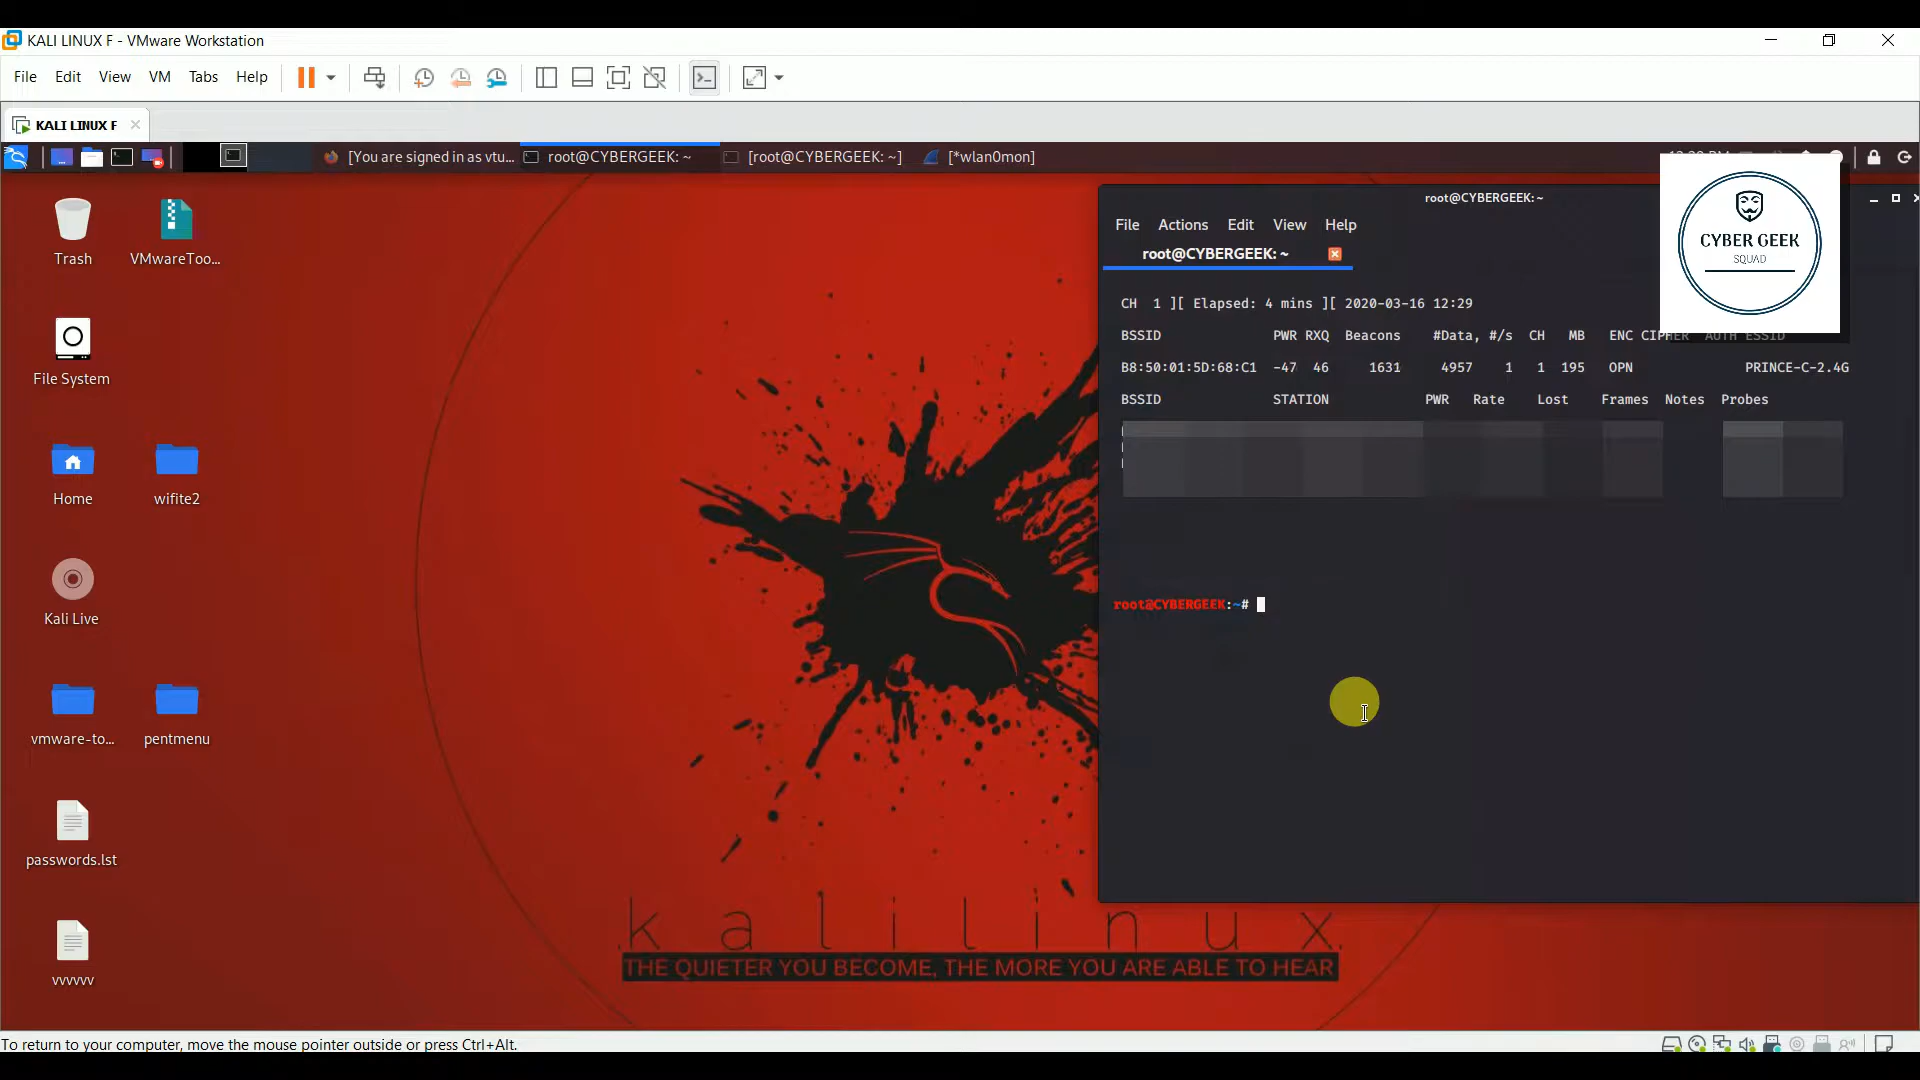 KALI LINUX F - VMware Workstation
File Edit View VM Tabs Help
KALI LINUX F
[You are signed in as vtu... root@CYBERGEEK: ~ [root@CYBERGEEK: ~] [*wlan0mon]
Trash
VMwareToo...
File System
Home
wifite2
Kali Live
vmware-to...
pentmenu
passwords.lst
vvvvvv
root@CYBERGEEK: ~
File Actions Edit View Help
root@CYBERGEEK: ~
CH 1 ][ Elapsed: 4 mins ][ 2020-03-16 12:29
BSSID PWR RXQ Beacons #Data, #/s CH MB ENC CIPHER AUTH ESSID
B8:50:01:5D:68:C1 -47 46 1631 4957 1 1 195 OPN PRINCE-C-2.4G
BSSID STATION PWR Rate Lost Frames Notes Probes
root@CYBERGEEK:~#
CYBER GEEK
SQUAD
kalilinux
THE QUIETER YOU BECOME, THE MORE YOU ARE ABLE TO HEAR
To return to your computer, move the mouse pointer outside or press Ctrl+Alt.